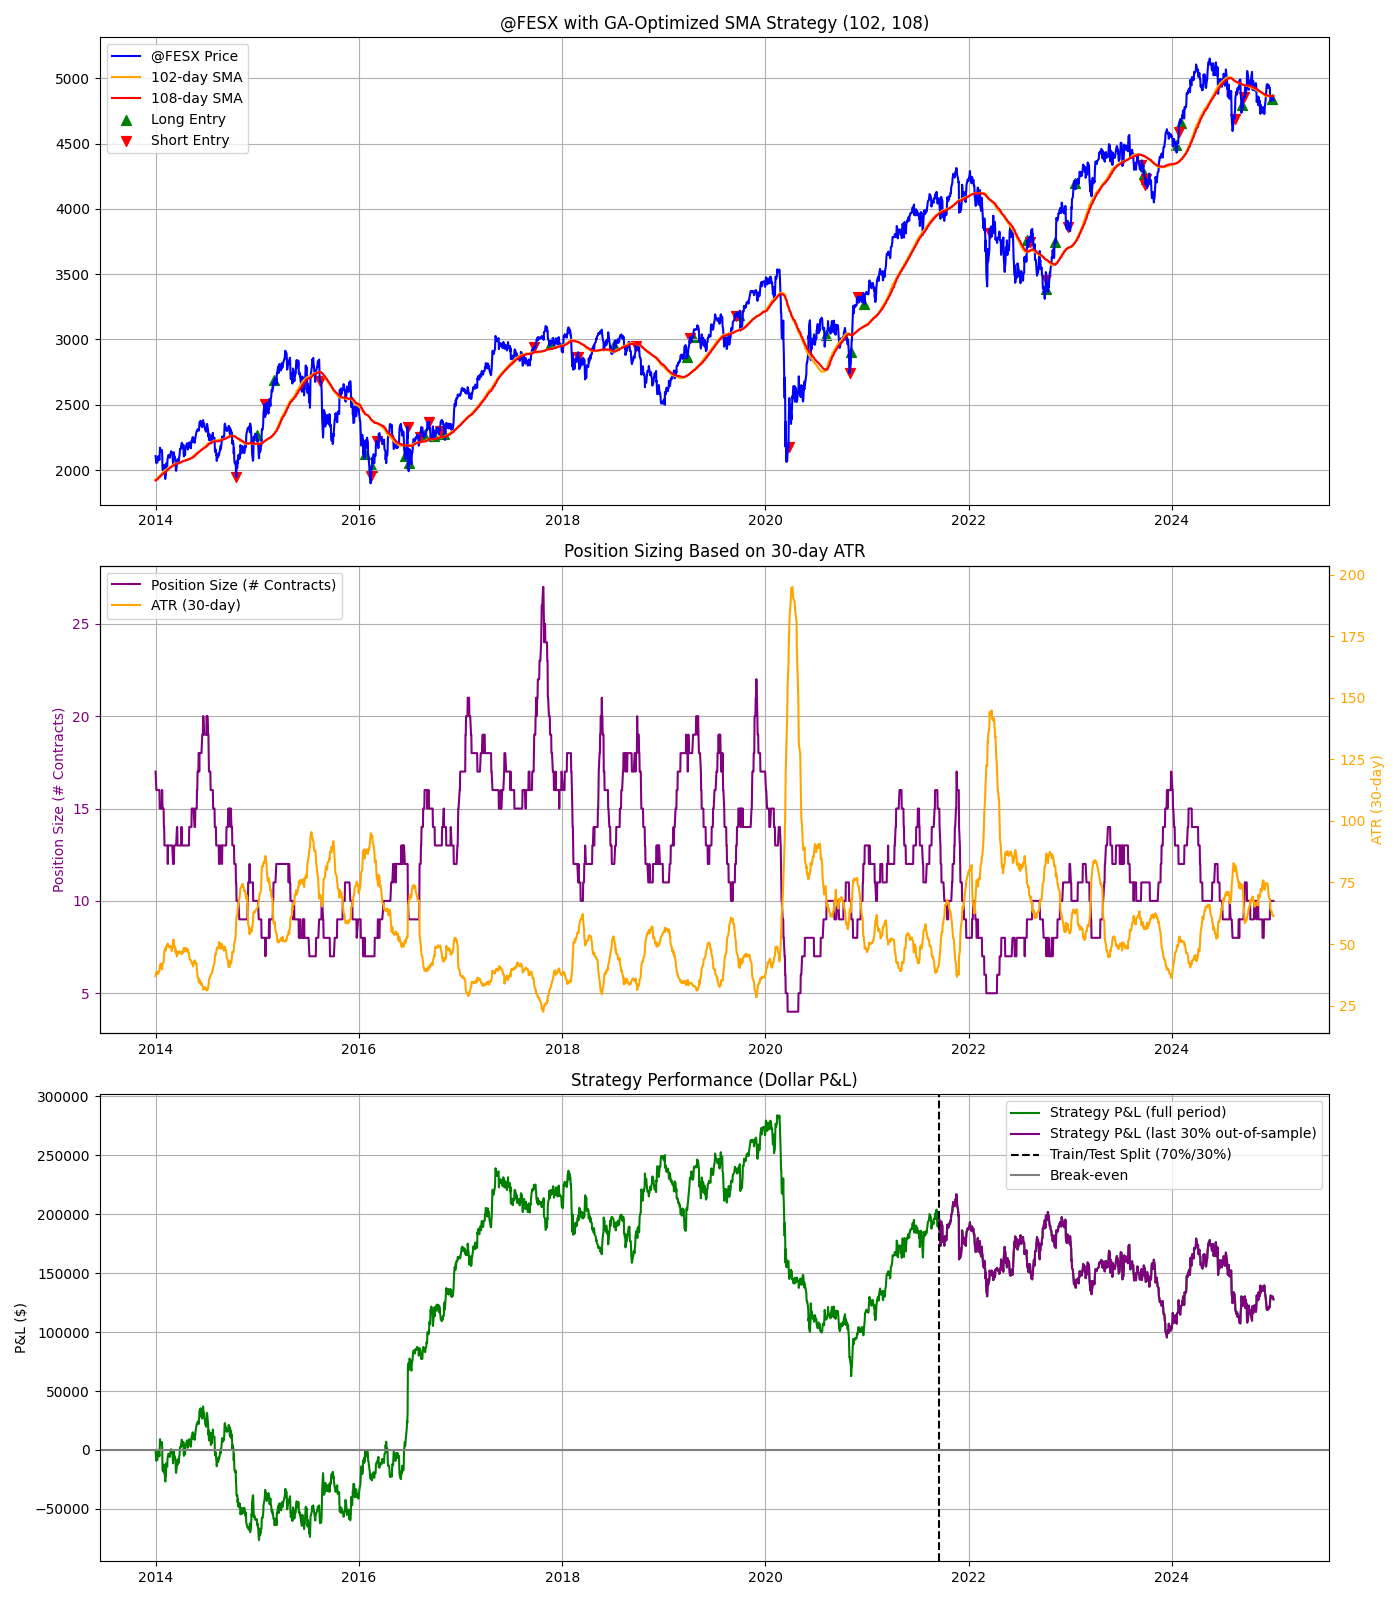 @FESX with GA-Optimized SMA Strategy (102, 108)
@FESX Price
102-day SMA
108-day SMA
Long Entry
Short Entry
5000
4500
4000
3500
3000
2500
2000
2014 2016 2018 2020 2022 2024
Position Sizing Based on 30-day ATR
Position Size (# Contracts)
ATR (30-day)
Position Size (# Contracts)
25
20
15
10
5
200
175
150
125
100
75
50
25
ATR (30-day)
2014 2016 2018 2020 2022 2024
Strategy Performance (Dollar P&L)
Strategy P&L (full period)
Strategy P&L (last 30% out-of-sample)
Train/Test Split (70%/30%)
Break-even
P&L ($)
300000
250000
200000
150000
100000
50000
0
−50000
2014 2016 2018 2020 2022 2024